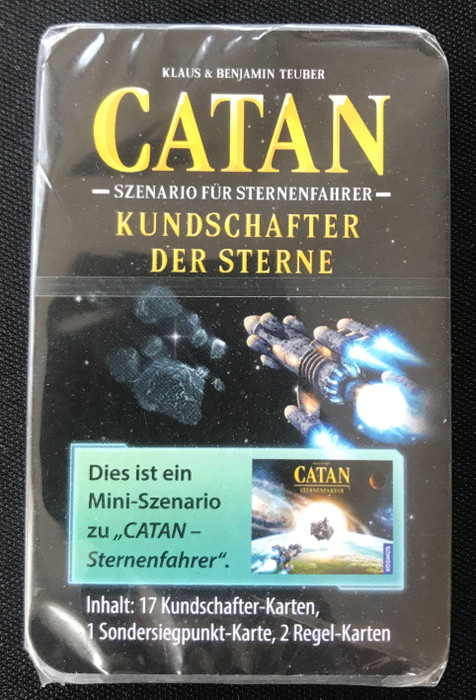 KLAUS & BENJAMIN TEUBER
CATAN
– SZENARIO FÜR STERNENFAHRER –
KUNDSCHAFTER
DER STERNE
Dies ist ein
Mini-Szenario
zu „CATAN –
Sternenfahrer“.
CATAN
STERNENFAHRER
KOSMOS
Inhalt: 17 Kundschafter-Karten,
1 Sondersiegpunkt-Karte, 2 Regel-Karten